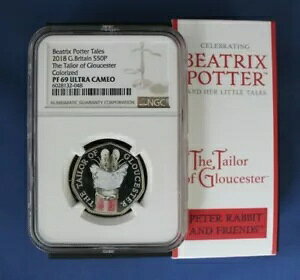 Beatrix Potter Tales
2018 G.Britain S50P
The Tailor of Gloucester
Colorized
PF 69 ULTRA CAMEO
6028132-048
NUMISMATIC GUARANTY CORPORATION
NGC
THE TAILOR OF GLOUCESTER
CELEBRATING
BEATRIX
POTTER
AND HER LITTLE TALES
The Tailor
of Gloucester
PETER RABBIT
AND FRIENDS